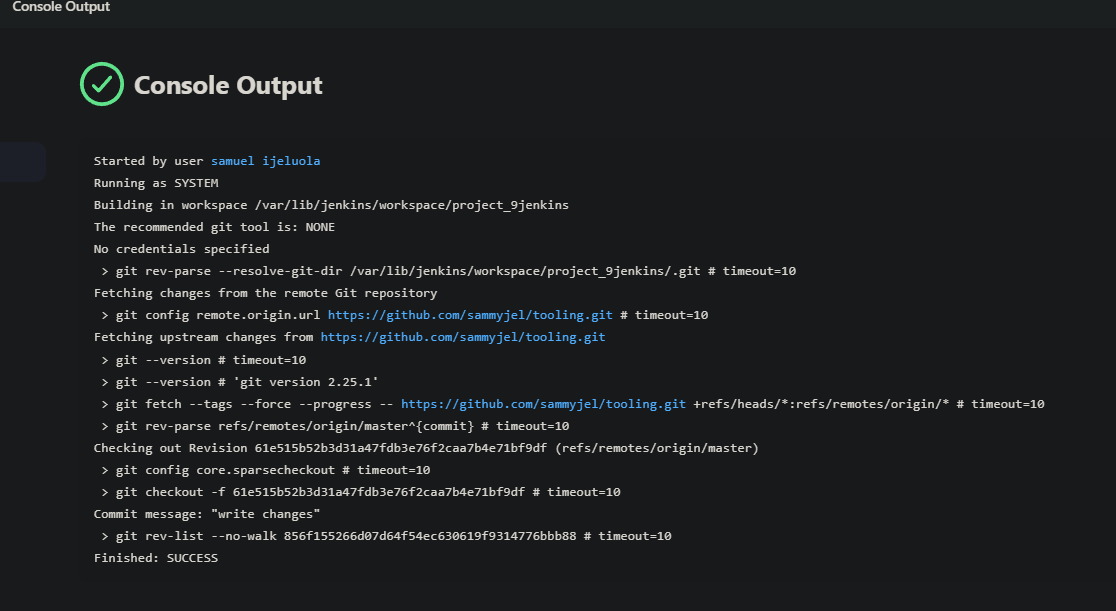 Console Output
Console Output
Started by user samuel ijeluola
Running as SYSTEM
Building in workspace /var/lib/jenkins/workspace/project_9jenkins
The recommended git tool is: NONE
No credentials specified
> git rev-parse --resolve-git-dir /var/lib/jenkins/workspace/project_9jenkins/.git # timeout=10
Fetching changes from the remote Git repository
> git config remote.origin.url https://github.com/sammyjel/tooling.git # timeout=10
Fetching upstream changes from https://github.com/sammyjel/tooling.git
> git --version # timeout=10
> git --version # 'git version 2.25.1'
> git fetch --tags --force --progress -- https://github.com/sammyjel/tooling.git +refs/heads/*:refs/remotes/origin/* # timeout=10
> git rev-parse refs/remotes/origin/master^{commit} # timeout=10
Checking out Revision 61e515b52b3d31a47fdb3e76f2caa7b4e71bf9df (refs/remotes/origin/master)
> git config core.sparsecheckout # timeout=10
> git checkout -f 61e515b52b3d31a47fdb3e76f2caa7b4e71bf9df # timeout=10
Commit message: "write changes"
> git rev-list --no-walk 856f155266d07d64f54ec630619f9314776bbb88 # timeout=10
Finished: SUCCESS